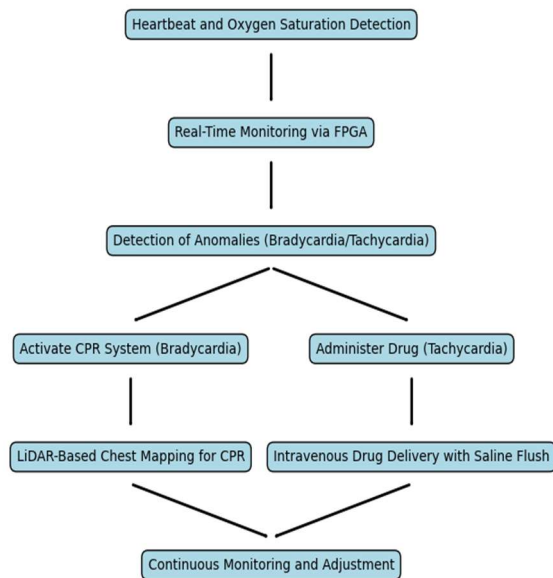 Heartbeat and Oxygen Saturation Detection
Real-Time Monitoring via FPGA
Detection of Anomalies (Bradycardia/Tachycardia)
Activate CPR System (Bradycardia)
Administer Drug (Tachycardia)
LiDAR-Based Chest Mapping for CPR
Intravenous Drug Delivery with Saline Flush
Continuous Monitoring and Adjustment